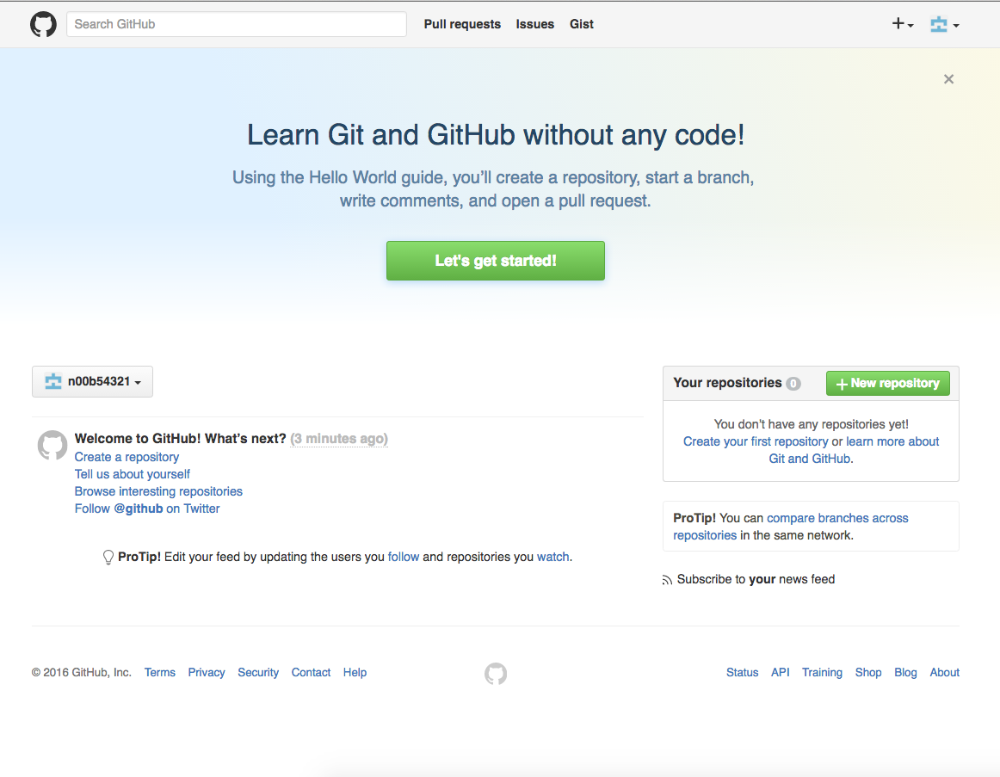 Search GitHub
Pull requests
Issues
Gist
Learn Git and GitHub without any code!
Using the Hello World guide, you’ll create a repository, start a branch,
write comments, and open a pull request.
Let's get started!
n00b54321
Welcome to GitHub! What’s next? (3 minutes ago)
Create a repository
Tell us about yourself
Browse interesting repositories
Follow @github on Twitter
ProTip! Edit your feed by updating the users you follow and repositories you watch.
Your repositories 0
New repository
You don’t have any repositories yet!
Create your first repository or learn more about
Git and GitHub.
ProTip! You can compare branches across
repositories in the same network.
Subscribe to your news feed
© 2016 GitHub, Inc. Terms Privacy Security Contact Help
Status API Training Shop Blog About